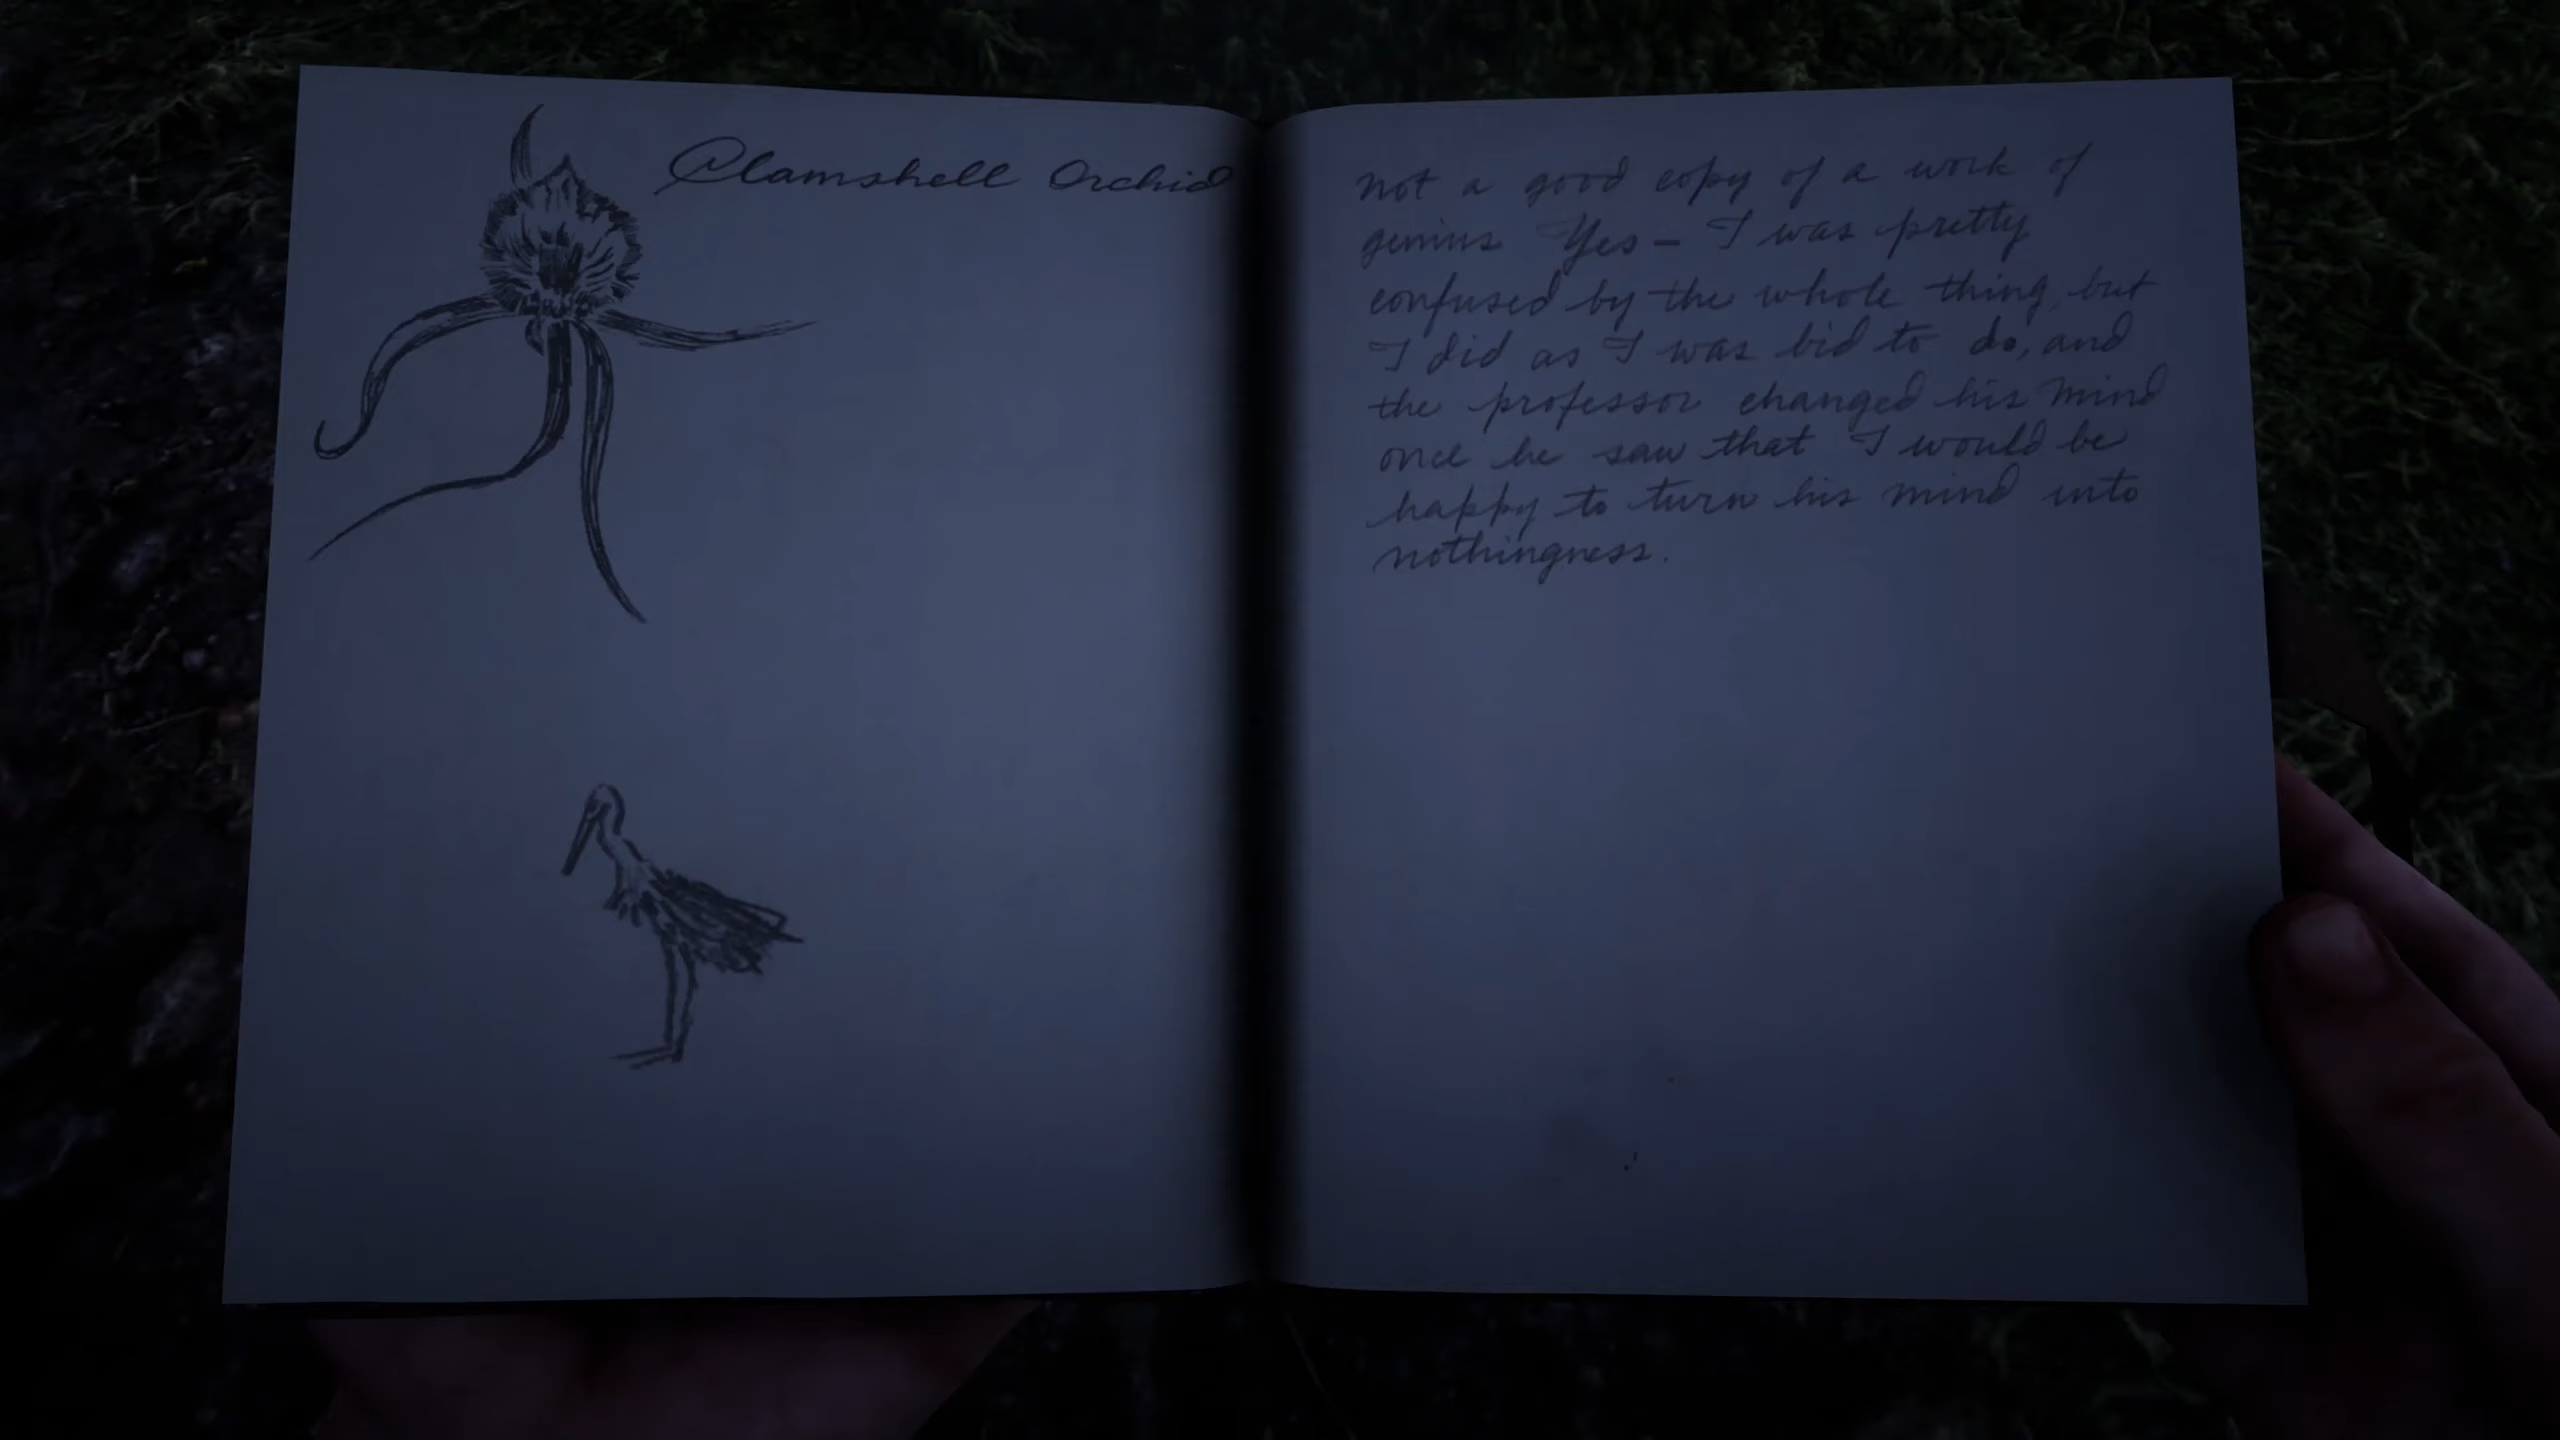 Clamshell Orchid
Not a good copy of a work of
genius Yes – I was pretty
confused by the whole thing, but
I did as I was bid to do, and
the professor changed his mind
once he saw that I would be
happy to turn his mind into
nothingness.